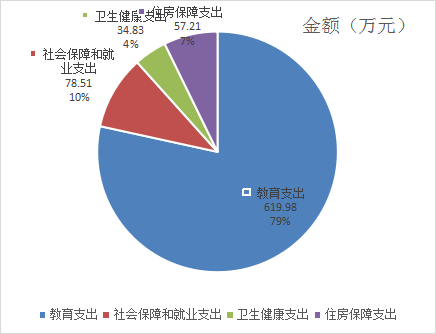 金额（万元）
卫生健康支出
34.83
4%
住房保障支出
57.21
7%
社会保障和就
业支出
78.51
10%
教育支出
619.98
79%
教育支出 社会保障和就业支出 卫生健康支出 住房保障支出